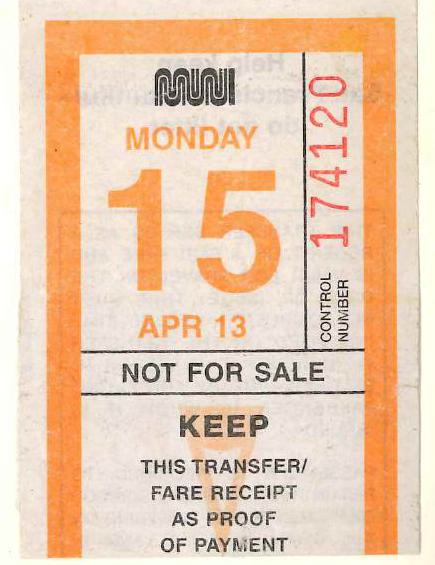 MUNI
MONDAY
15
APR 13
CONTROL
NUMBER
174120
NOT FOR SALE
KEEP
THIS TRANSFER/
FARE RECEIPT
AS PROOF
OF PAYMENT